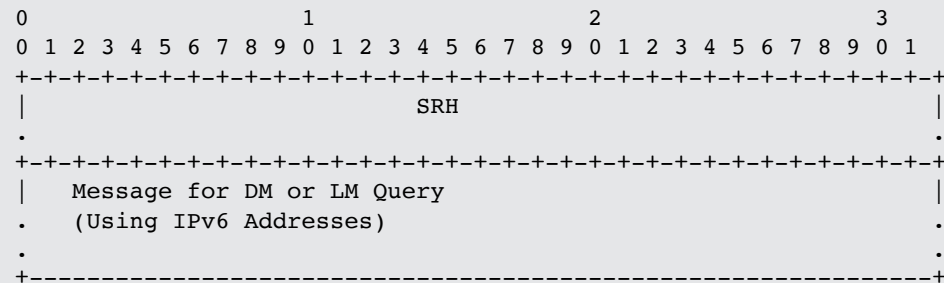 0                   1                   2                   3
0 1 2 3 4 5 6 7 8 9 0 1 2 3 4 5 6 7 8 9 0 1 2 3 4 5 6 7 8 9 0 1
+-+-+-+-+-+-+-+-+-+-+-+-+-+-+-+-+-+-+-+-+-+-+-+-+-+-+-+-+-+-+-+-+
|                           SRH                                 |
.                                                               .
+-+-+-+-+-+-+-+-+-+-+-+-+-+-+-+-+-+-+-+-+-+-+-+-+-+-+-+-+-+-+-+-+
|   Message for DM or LM Query                                  |
.   (Using IPv6 Addresses)                                      .
.                                                               .
+---------------------------------------------------------------+